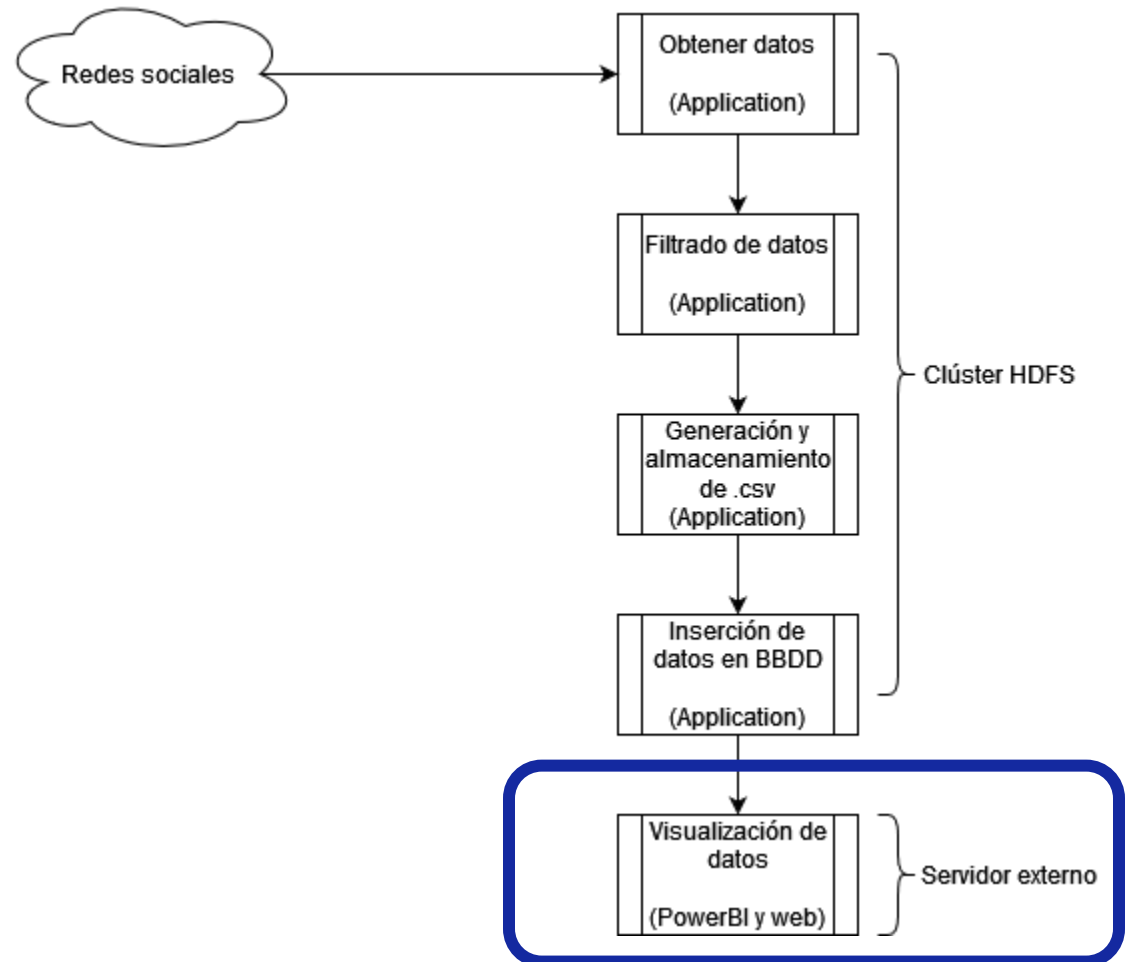 Redes sociales
Obtener datos
(Application)
Filtrado de datos
(Application)
Clúster HDFS
Generación y
almacenamiento
de .csv
(Application)
Inserción de
datos en BBDD
(Application)
Visualización de
datos
(PowerBI y web)
Servidor externo